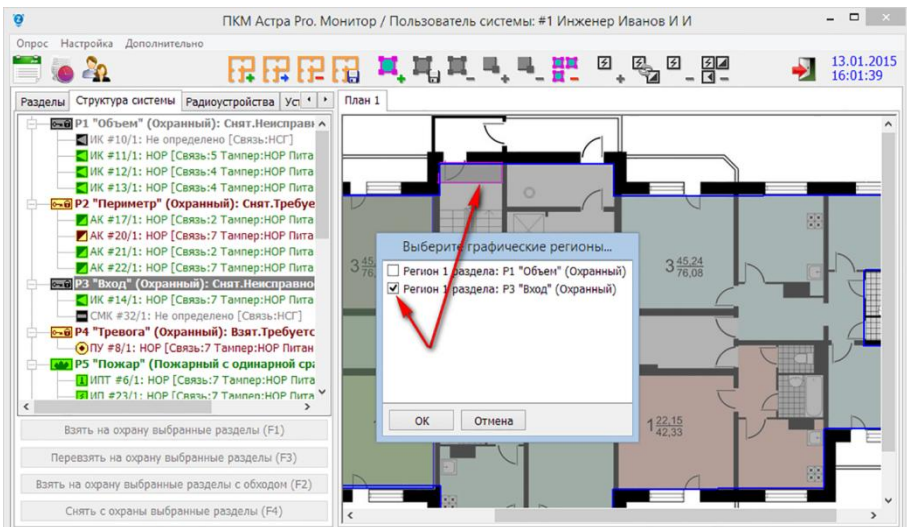 ПКМ Астра Pro. Монитор / Пользователь системы: #1 Инженер Иванов И И
Опрос Настройка Дополнительно
13.01.2015
16:01:39
Разделы Структура системы Радиоустройства Уст
План 1
Р1 "Объем" (Охранный): Снят.Неисправн
ИК #10/1: Не определено [Связь:НСГ]
ИК #11/1: НОР [Связь:5 Тампер:НОР Пита
ИК #12/1: НОР [Связь:4 Тампер:НОР Пита
ИК #13/1: НОР [Связь:4 Тампер:НОР Пита
Р2 "Периметр" (Охранный): Снят.Требуе
АК #17/1: НОР [Связь:2 Тампер:НОР Пита
АК #20/1: НОР [Связь:7 Тампер:НОР Пита
АК #21/1: НОР [Связь:2 Тампер:НОР Пита
АК #22/1: НОР [Связь:7 Тампер:НОР Пита
Р3 "Вход" (Охранный): Снят.Неисправно
ИК #14/1: НОР [Связь:7 Тампер:НОР Пита
СМК #32/1: Не определено [Связь:НСГ]
Р4 "Тревога" (Охранный): Взят.Требуетс
ПУ #8/1: НОР [Связь:7 Тампер:НОР Питан
Р5 "Пожар" (Пожарный с одинарной сра
ИПТ #6/1: НОР [Связь:7 Тампер:НОР Пита
ИП #23/1: НОР [Связь:7 Тампер:НОР Пита
Взять на охрану выбранные разделы (F1)
Перевзять на охрану выбранные разделы (F3)
Взять на охрану выбранные разделы с обходом (F2)
Снять с охраны выбранные разделы (F4)
Выберите графические регионы...
Регион 1 раздела: Р1 "Объем" (Охранный)
Регион 1 раздела: Р3 "Вход" (Охранный)
ОК Отмена
3 45,24
76,08
1 22,15
42,33